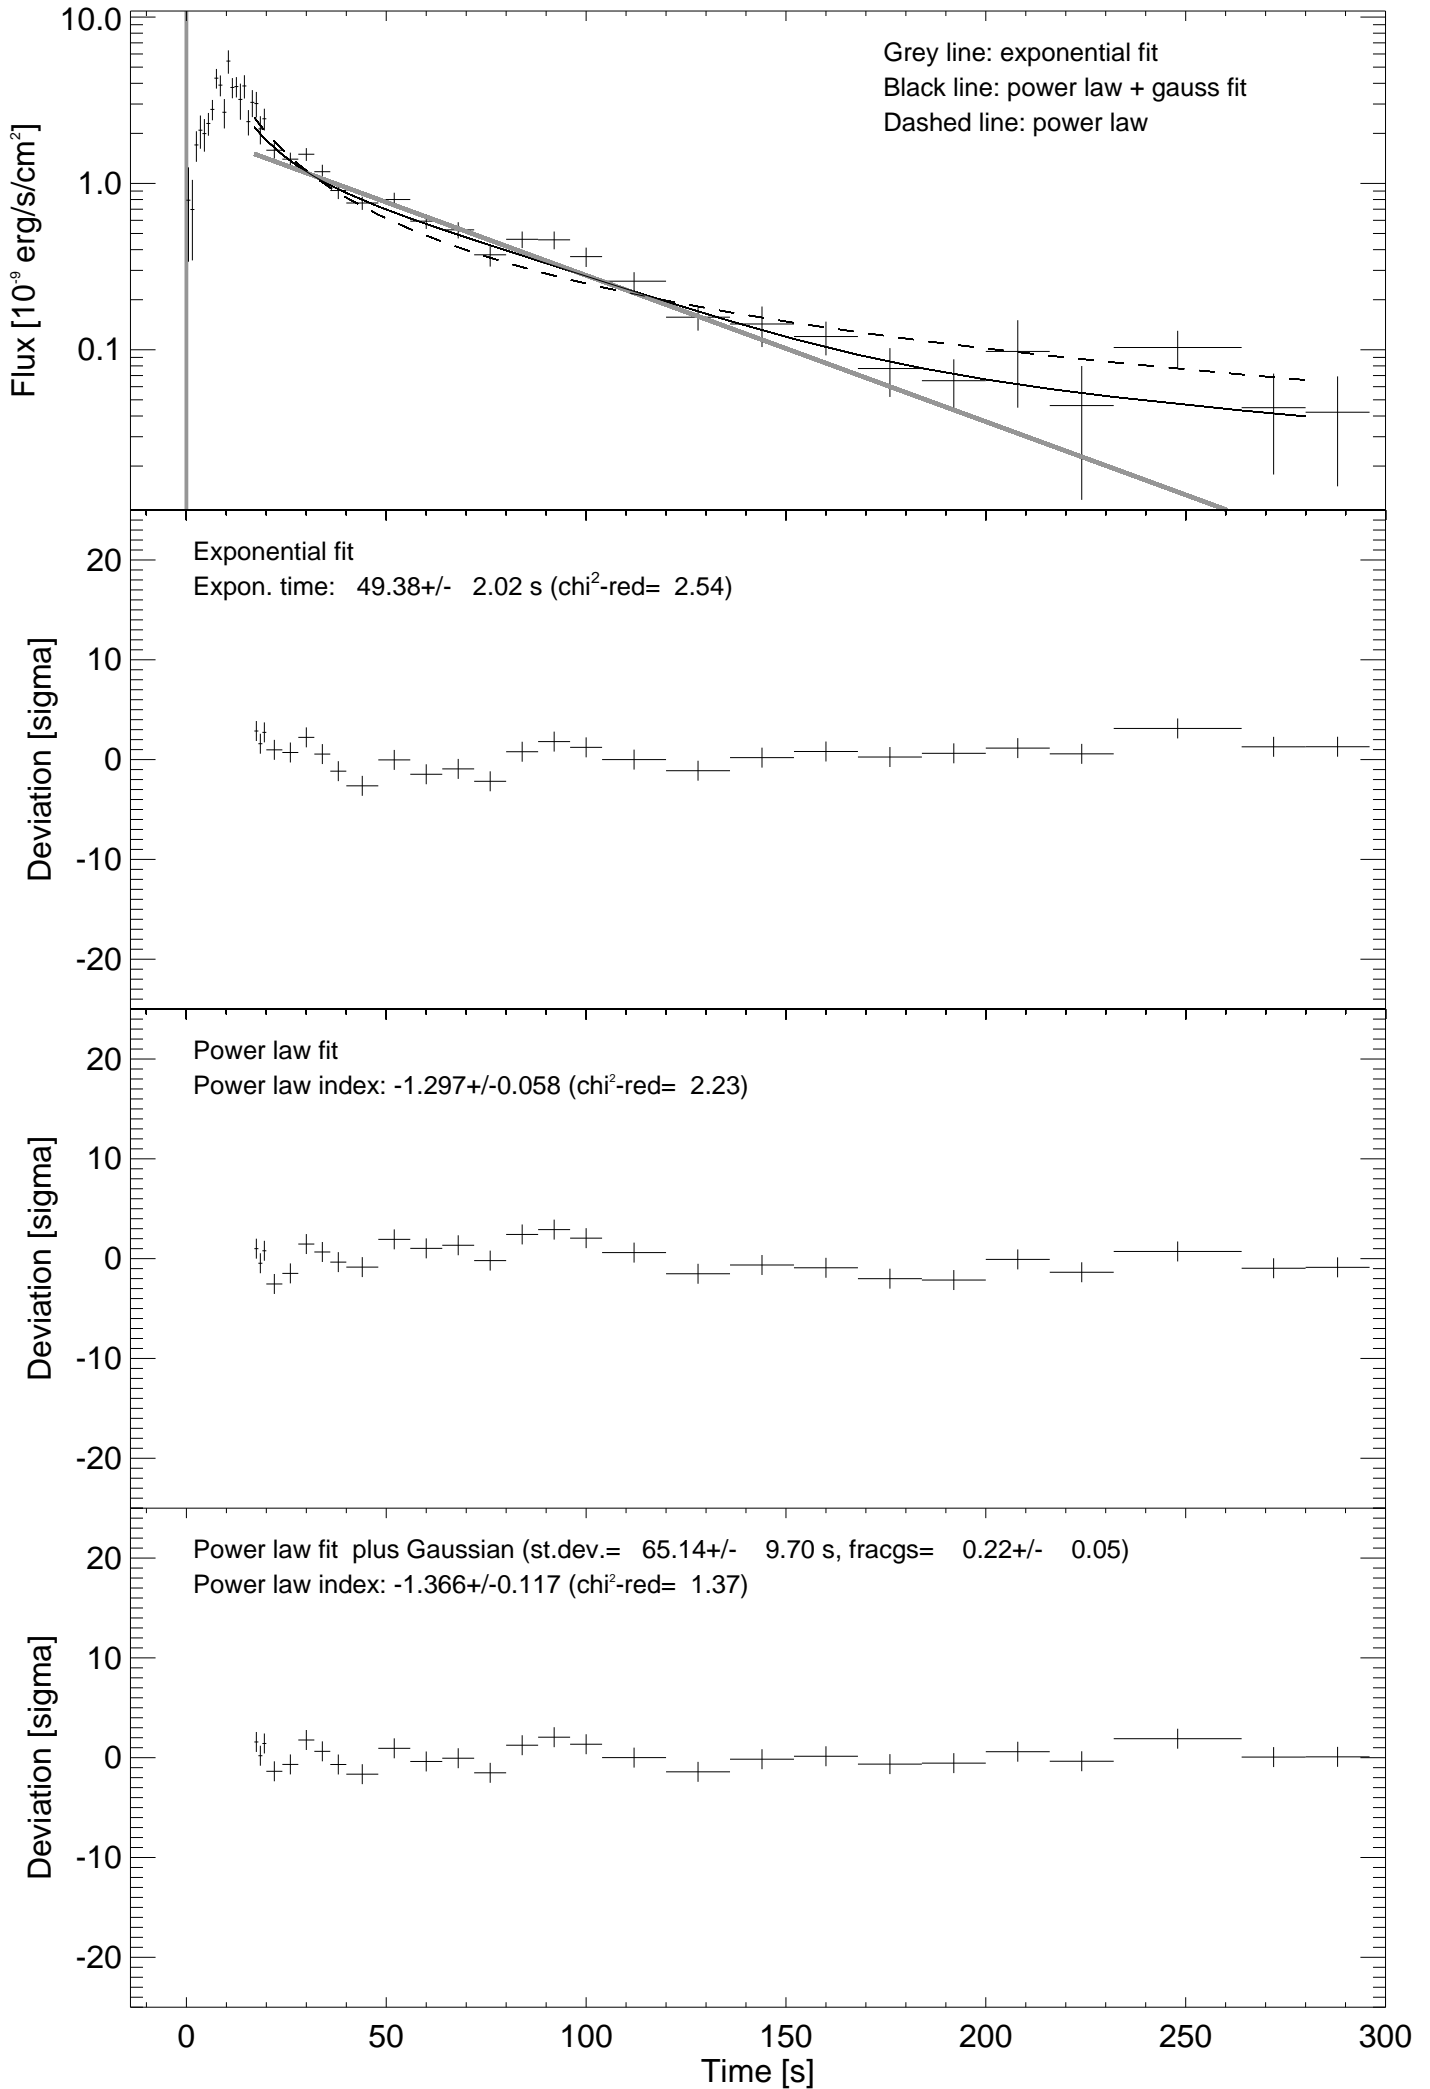 10.0
1.0
0.1
Flux [10-9 erg/s/cm2]
Grey line: exponential fit
Black line: power law + gauss fit
Dashed line: power law
20
10
0
-10
-20
Deviation [sigma]
Exponential fit
Expon. time: 49.38+/- 2.02 s (chi2-red= 2.54)
20
10
0
-10
-20
Deviation [sigma]
Power law fit
Power law index: -1.297+/-0.058 (chi2-red= 2.23)
20
10
0
-10
-20
Deviation [sigma]
Power law fit plus Gaussian (st.dev.= 65.14+/- 9.70 s, fracgs= 0.22+/- 0.05)
Power law index: -1.366+/-0.117 (chi2-red= 1.37)
0 50 100 150 200 250 300
Time [s]